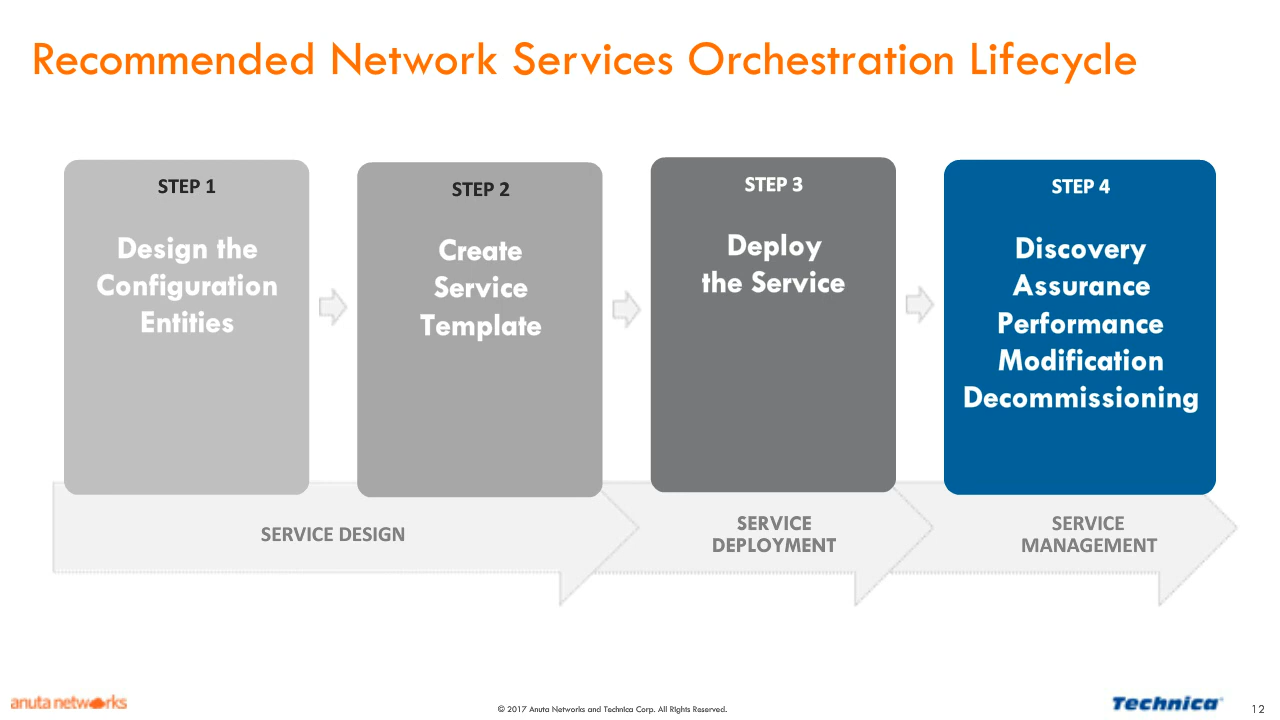 Recommended Network Services Orchestration Lifecycle
STEP 1
Design the
Configuration
Entities
STEP 2
Create
Service
Template
STEP 3
Deploy
the Service
STEP 4
Discovery
Assurance
Performance
Modification
Decommissioning
SERVICE DESIGN
SERVICE
DEPLOYMENT
SERVICE
MANAGEMENT
anuta networks
© 2017 Anuta Networks and Technica Corp. All Rights Reserved.
Technica®
12